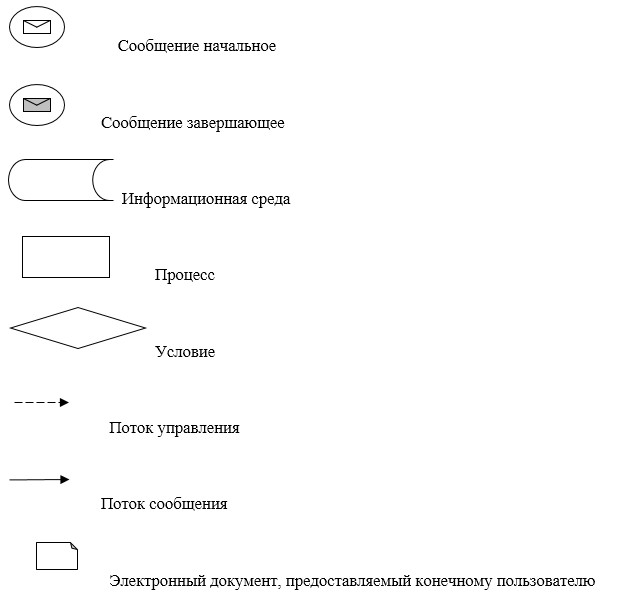 Сообщение начальное
Сообщение завершающее
Информационная среда
Процесс
Условие
Поток управления
Поток сообщения
Электронный документ, предоставляемый конечному пользователю